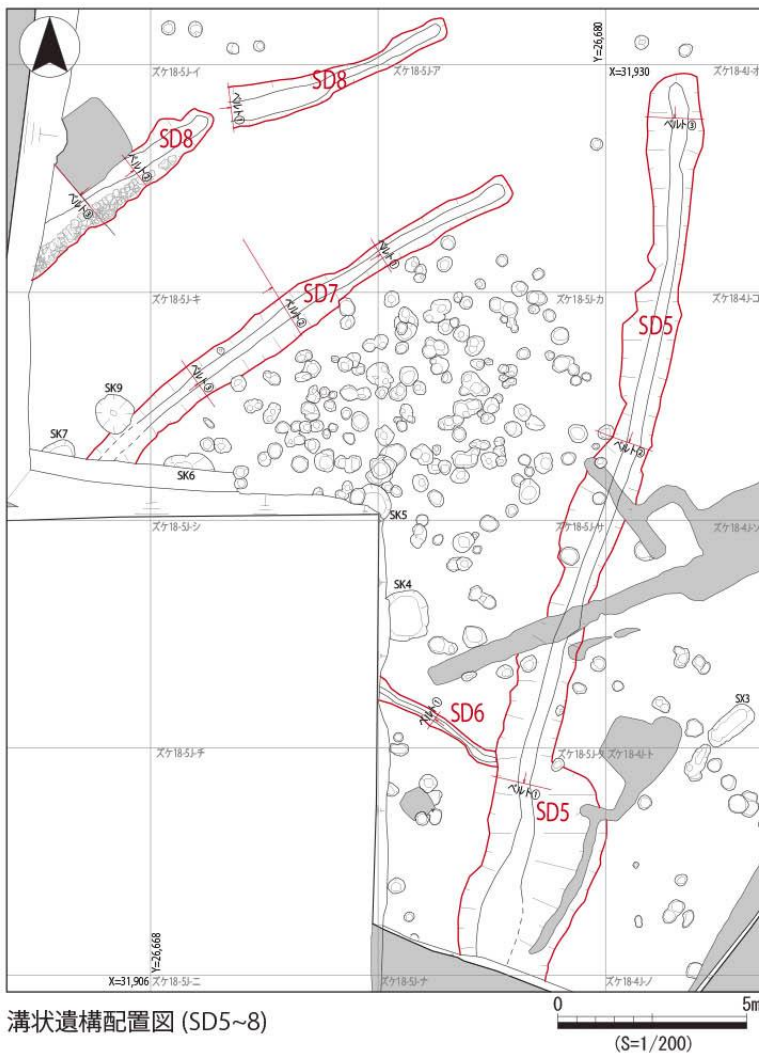 Y=26,680
X=31,930
ズケ18-5J-イ
ズケ18-5J-ア
ズケ18-4J-オ
SD8
ベルト①
SD8
ベルト②
ベルト③
ベルト③
ズケ18-5J-キ
ズケ18-5J-カ
ズケ18-4J-コ
ベルト①
SD7
ベルト②
ベルト③
SD5
ベルト②
SK9
SK7
SK6
SK5
ズケ18-5J-シ
ズケ18-5J-サ
ズケ18-4J-ソ
SK4
SX3
ベルト①
SD6
ズケ18-5J-チ
ズケ18-5J-タ
ズケ18-4J-ト
ベルト①
SD5
Y=26,668
X=31,906
ズケ18-5J-ニ
ズケ18-5J-ナ
ズケ18-4J-ノ
溝状遺構配置図 (SD5~8)
0 5m
(S=1/200)